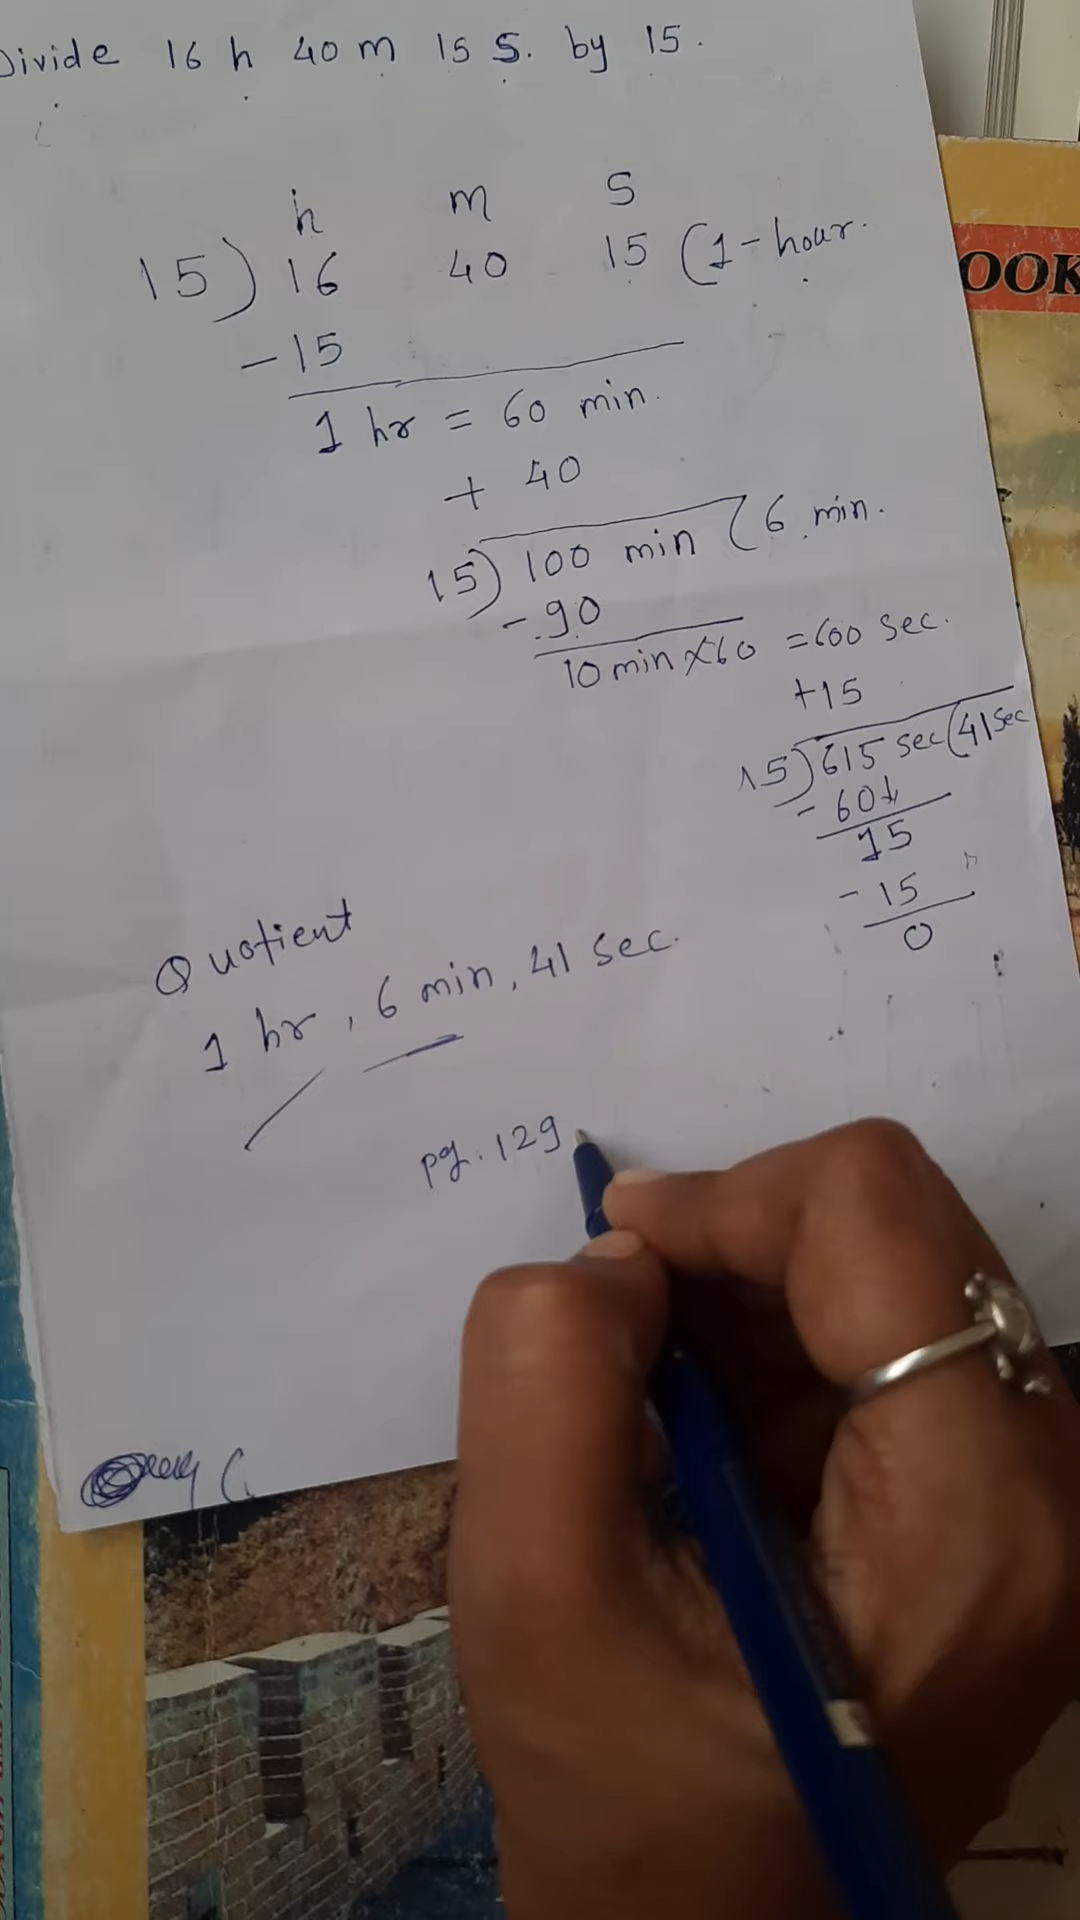 Divide 16 h 40 m 15 S. by 15.
h m S
15) 16 40 15 (1-hour.
-15
1 hr = 60 min.
+ 40
15) 100 min (6 min.
-90
10 min x 60 = 600 sec.
+15
15) 615 sec (41 sec
-60↓
15
-15
0
Quotient
1 hr, 6 min, 41 sec.
pg. 129
OOK